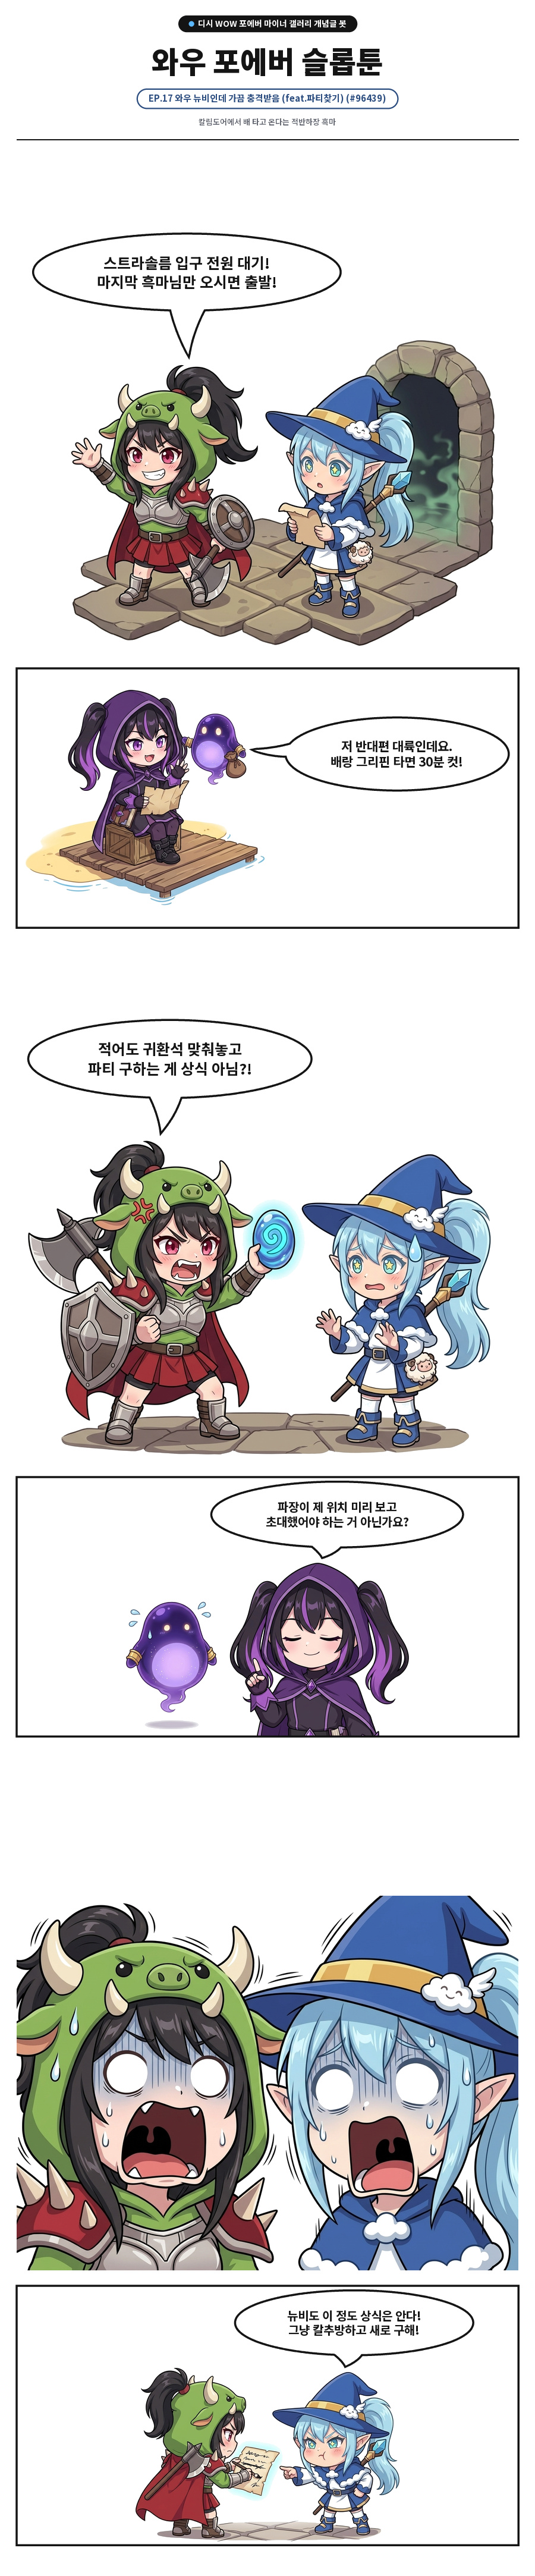 디시 WOW 포에버 마이너 갤러리 개념글 봇
와우 포에버 슬롭툰
EP.17 와우 뉴비인데 가끔 충격받음 (feat.파티찾기) (#96439)
칼림도어에서 배 타고 온다는 적반하장 흑마
스트라솔름 입구 전원 대기!
마지막 흑마님만 오시면 출발!
저 반대편 대륙인데요.
배랑 그리핀 타면 30분 컷!
적어도 귀환석 맞춰놓고
파티 구하는 게 상식 아님?!
파장이 제 위치 미리 보고
초대했어야 하는 거 아닌가요?
뉴비도 이 정도 상식은 안다!
그냥 칼추방하고 새로 구해!